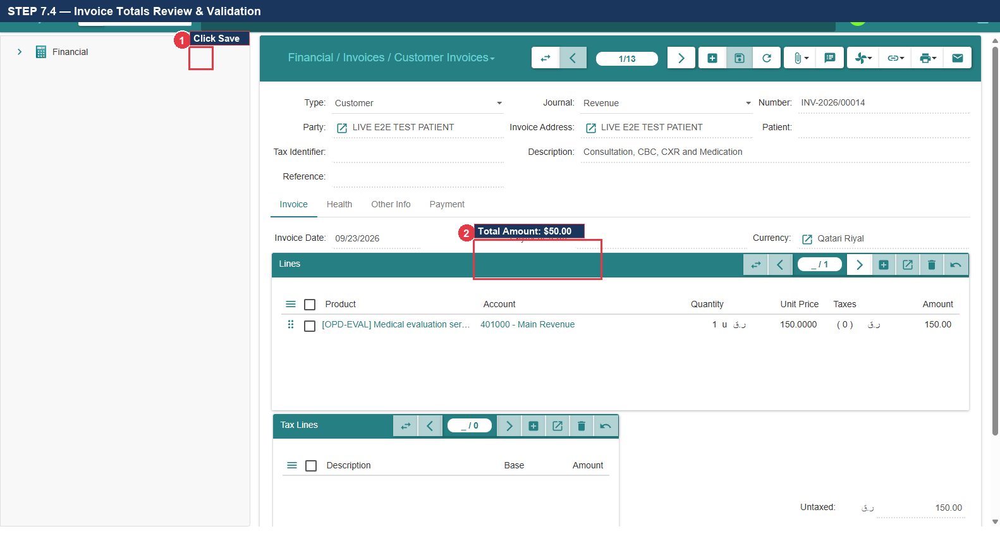 STEP 7.4 — Invoice Totals Review & Validation
1 Click Save
Financial
Financial / Invoices / Customer Invoices
1/13
Type: Customer Journal: Revenue Number: INV-2026/00014
Party: LIVE E2E TEST PATIENT Invoice Address: LIVE E2E TEST PATIENT Patient:
Tax Identifier: Description: Consultation, CBC, CXR and Medication
Reference:
Invoice Health Other Info Payment
2 Total Amount: $50.00
Invoice Date: 09/23/2026 Currency: Qatari Riyal
Lines _ / 1
Product Account Quantity Unit Price Taxes Amount
[OPD-EVAL] Medical evaluation ser... 401000 - Main Revenue 1 u ر.ق 150.0000 ( 0 ) ر.ق 150.00
Tax Lines _ / 0
Description Base Amount
Untaxed: ر.ق 150.00